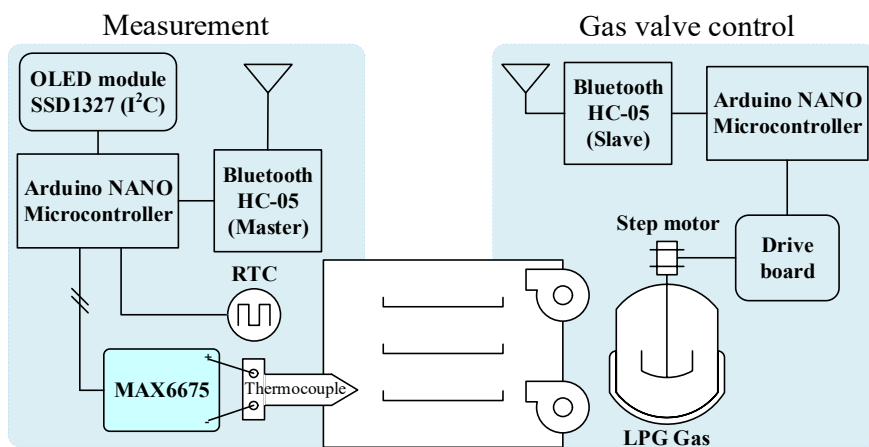 Measurement
OLED module
SSD1327 (I²C)
Arduino NANO
Microcontroller
Bluetooth
HC-05
(Master)
RTC
MAX6675
+
-
Thermocouple
Gas valve control
Bluetooth
HC-05
(Slave)
Arduino NANO
Microcontroller
Step motor
Drive
board
LPG Gas